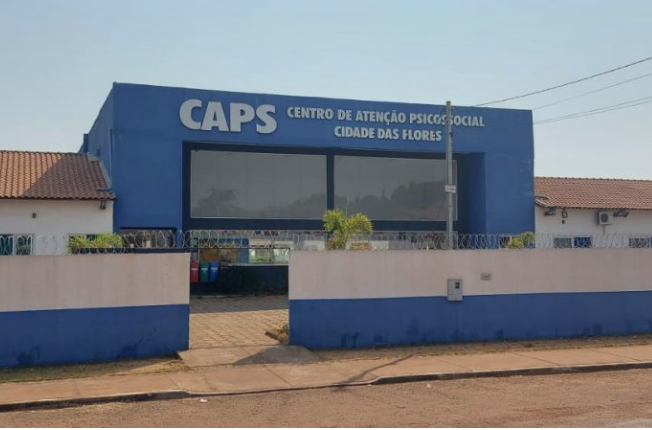 CAPS CENTRO DE ATENÇÃO PSICOSSOCIAL
CIDADE DAS FLORES